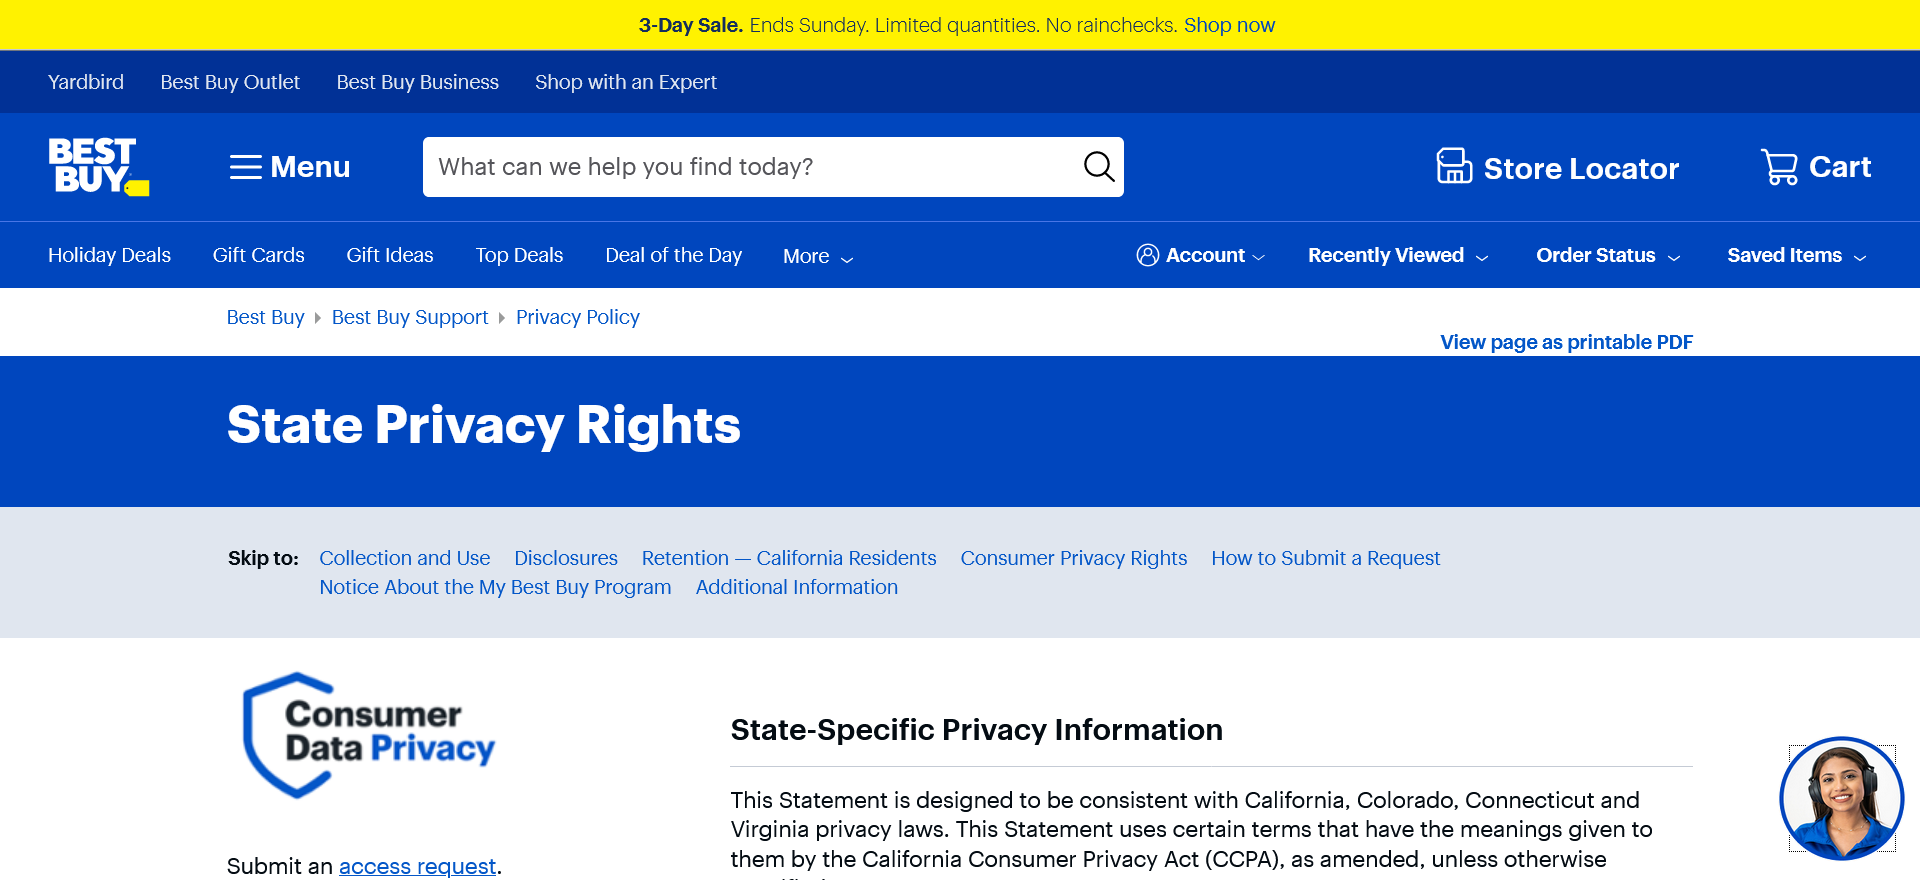 3-Day Sale. Ends Sunday. Limited quantities. No rainchecks. Shop now
Yardbird Best Buy Outlet Best Buy Business Shop with an Expert
BEST BUY
Menu
What can we help you find today?
Store Locator
Cart
Holiday Deals Gift Cards Gift Ideas Top Deals Deal of the Day More Account Recently Viewed Order Status Saved Items
Best Buy Best Buy Support Privacy Policy
View page as printable PDF
State Privacy Rights
Skip to: Collection and Use Disclosures Retention — California Residents Consumer Privacy Rights How to Submit a Request
Notice About the My Best Buy Program Additional Information
Consumer
Data Privacy
Submit an access request.
State-Specific Privacy Information
This Statement is designed to be consistent with California, Colorado, Connecticut and
Virginia privacy laws. This Statement uses certain terms that have the meanings given to
them by the California Consumer Privacy Act (CCPA), as amended, unless otherwise